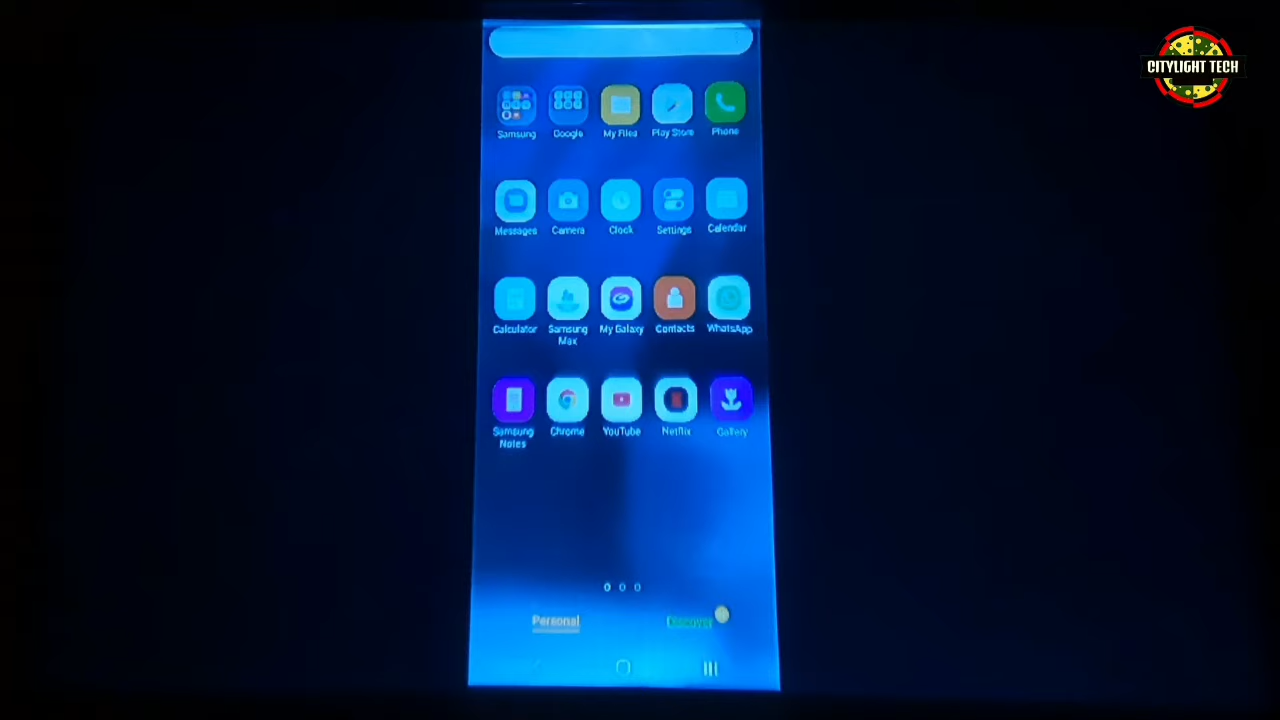 CITYLIGHT TECH
Samsung
Google
My Files
Play Store
Phone
Messages
Camera
Clock
Settings
Calendar
Calculator
Samsung
Max
My Galaxy
Contacts
WhatsApp
Samsung
Notes
Chrome
YouTube
Netflix
Gallery
Personal
Discover